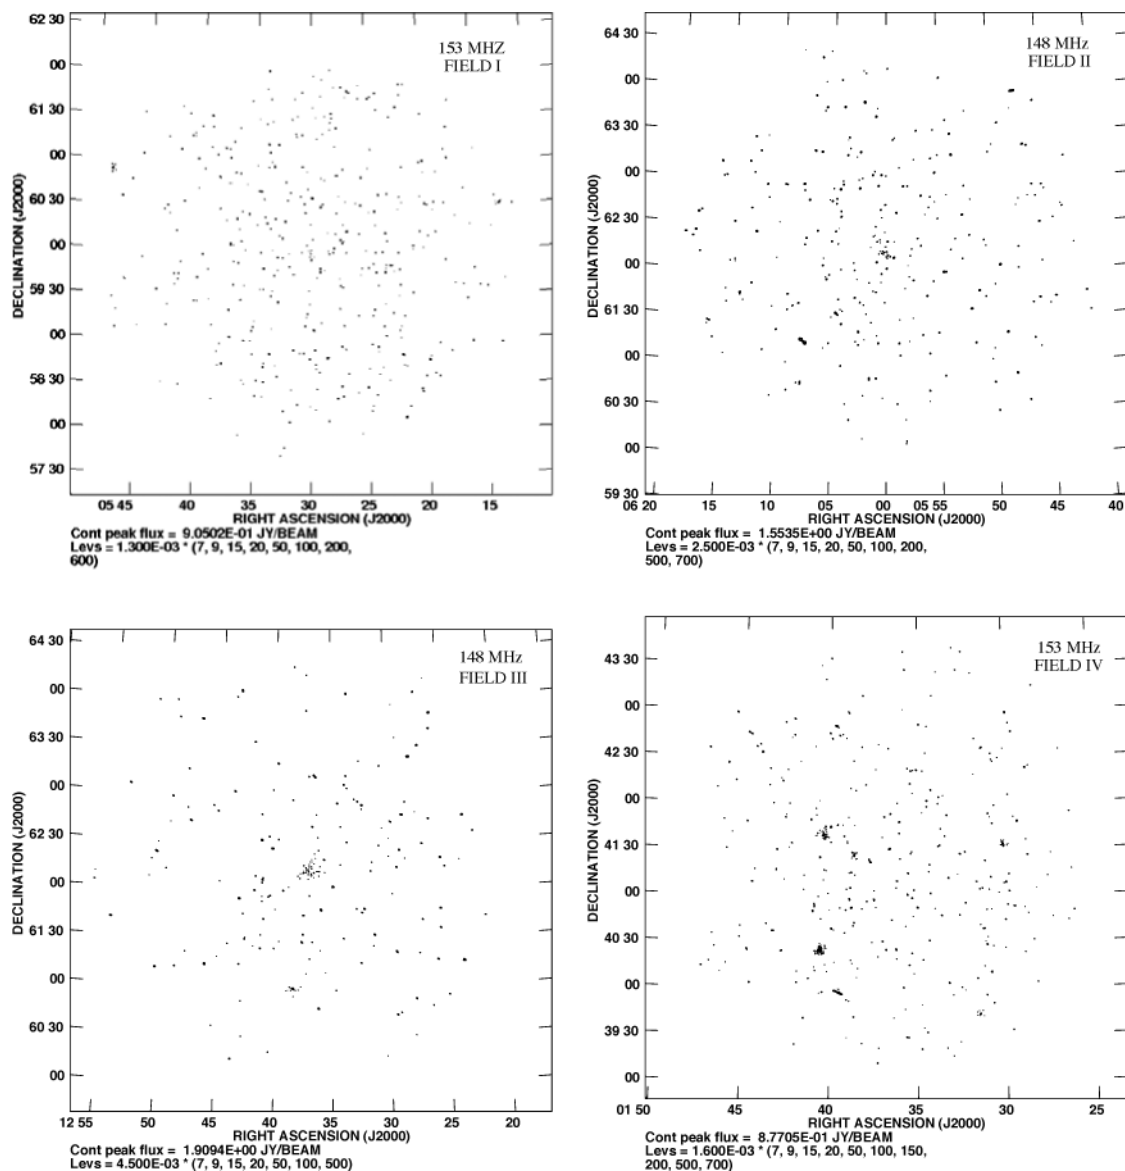 153 MHZ
FIELD I
62 30
00
61 30
00
60 30
00
59 30
00
58 30
00
57 30
DECLINATION (J2000)
05 45 40 35 30 25 20 15
RIGHT ASCENSION (J2000)
Cont peak flux = 9.0502E-01 JY/BEAM
Levs = 1.300E-03 * (7, 9, 15, 20, 50, 100, 200,
600)
148 MHz
FIELD II
64 30
00
63 30
00
62 30
00
61 30
00
60 30
00
59 30
DECLINATION (J2000)
06 20 15 10 05 00 05 55 50 45 40
RIGHT ASCENSION (J2000)
Cont peak flux = 1.5535E+00 JY/BEAM
Levs = 2.500E-03 * (7, 9, 15, 20, 50, 100, 200,
500, 700)
148 MHz
FIELD III
64 30
00
63 30
00
62 30
00
61 30
00
60 30
00
DECLINATION (J2000)
12 55 50 45 40 35 30 25 20
RIGHT ASCENSION (J2000)
Cont peak flux = 1.9094E+00 JY/BEAM
Levs = 4.500E-03 * (7, 9, 15, 20, 50, 100, 500)
153 MHz
FIELD IV
43 30
00
42 30
00
41 30
00
40 30
00
39 30
00
DECLINATION (J2000)
01 50 45 40 35 30 25
RIGHT ASCENSION (J2000)
Cont peak flux = 8.7705E-01 JY/BEAM
Levs = 1.600E-03 * (7, 9, 15, 20, 50, 100, 150,
200, 500, 700)